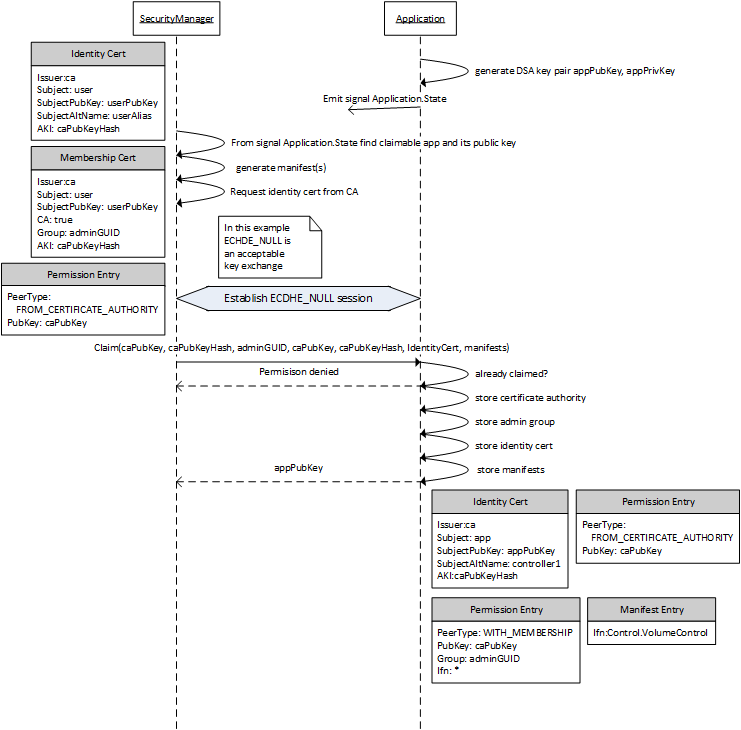 SecurityManager
Application
Identity Cert
Issuer:ca
Subject: user
SubjectPubKey: userPubKey
SubjectAltName: userAlias
AKI: caPubKeyHash
generate DSA key pair appPubKey, appPrivKey
Emit signal Application.State
From signal Application.State find claimable app and its public key
Membership Cert
Issuer:ca
Subject: user
SubjectPubKey: userPubKey
CA: true
Group: adminGUID
AKI: caPubKeyHash
generate manifest(s)
Request identity cert from CA
In this example
ECHDE_NULL is
an acceptable
key exchange
Permission Entry
PeerType:
FROM_CERTIFICATE_AUTHORITY
PubKey: caPubKey
Establish ECDHE_NULL session
Claim(caPubKey, caPubKeyHash, adminGUID, caPubKey, caPubKeyHash, IdentityCert, manifests)
Permisison denied
already claimed?
store certificate authority
store admin group
store identity cert
appPubKey
store manifests
Identity Cert
Issuer:ca
Subject: app
SubjectPubKey: appPubKey
SubjectAltName: controller1
AKI:caPubKeyHash
Permission Entry
PeerType:
FROM_CERTIFICATE_AUTHORITY
PubKey: caPubKey
Permission Entry
PeerType: WITH_MEMBERSHIP
PubKey: caPubKey
Group: adminGUID
Ifn: *
Manifest Entry
Ifn:Control.VolumeControl